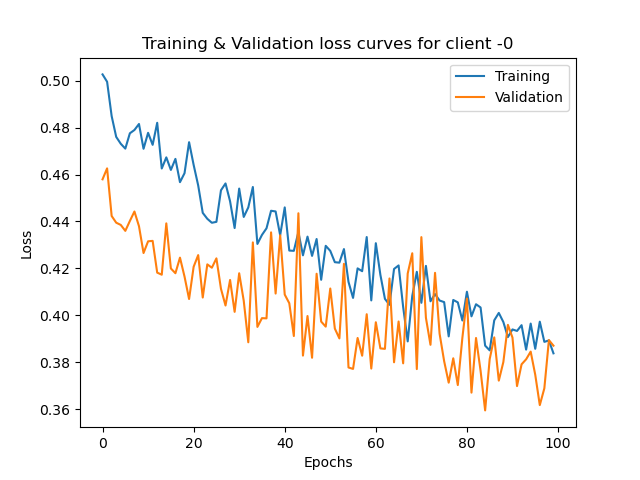 Training & Validation loss curves for client -0
Training
Validation
Loss
0.50
0.48
0.46
0.44
0.42
0.40
0.38
0.36
0 20 40 60 80 100
Epochs